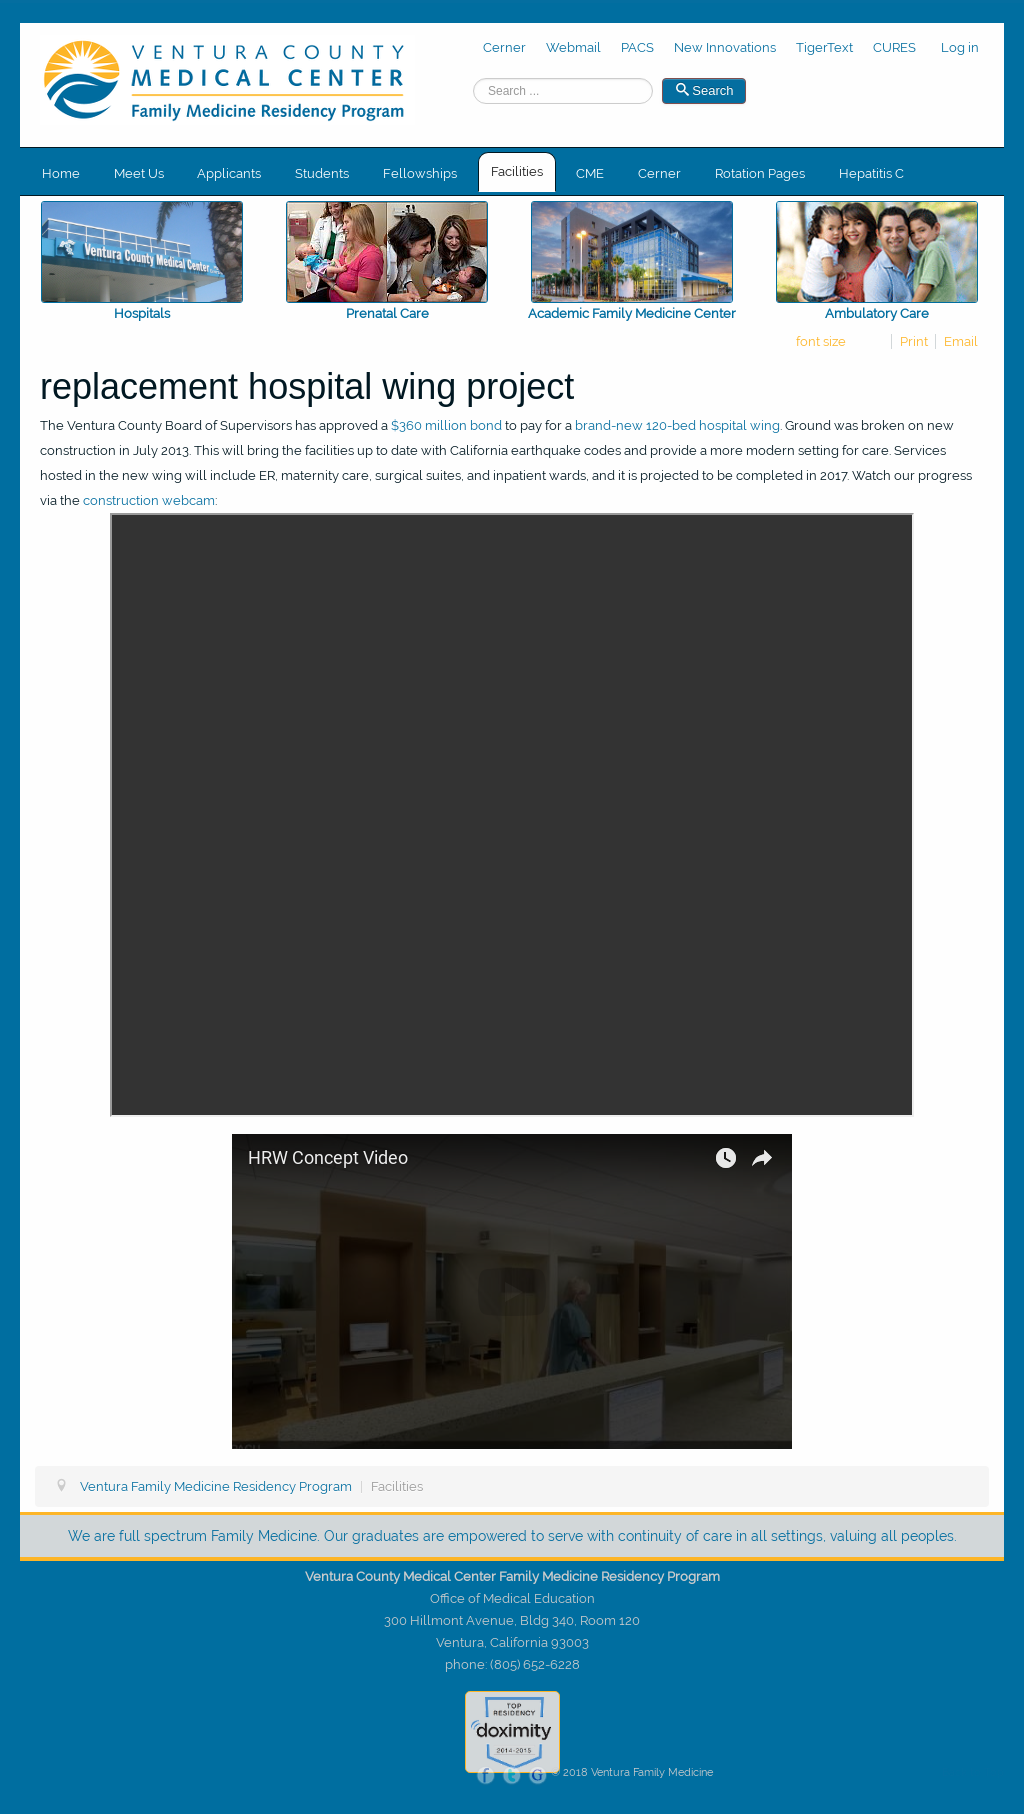 VENTURA COUNTY
MEDICAL CENTER
Family Medicine Residency Program
Cerner Webmail PACS New Innovations TigerText CURES Log in
Search ... Search
Home Meet Us Applicants Students Fellowships Facilities CME Cerner Rotation Pages Hepatitis C
Ventura County Medical Center
Hospitals Prenatal Care Academic Family Medicine Center Ambulatory Care
font size Print Email
replacement hospital wing project
The Ventura County Board of Supervisors has approved a $360 million bond to pay for a brand-new 120-bed hospital wing. Ground was broken on new
construction in July 2013. This will bring the facilities up to date with California earthquake codes and provide a more modern setting for care. Services
hosted in the new wing will include ER, maternity care, surgical suites, and inpatient wards, and it is projected to be completed in 2017. Watch our progress
via the construction webcam:
HRW Concept Video
Ventura Family Medicine Residency Program | Facilities
We are full spectrum Family Medicine. Our graduates are empowered to serve with continuity of care in all settings, valuing all peoples.
Ventura County Medical Center Family Medicine Residency Program
Office of Medical Education
300 Hillmont Avenue, Bldg 340, Room 120
Ventura, California 93003
phone: (805) 652-6228
TOP
RESIDENCY
doximity
2014-2015
f t G © 2018 Ventura Family Medicine